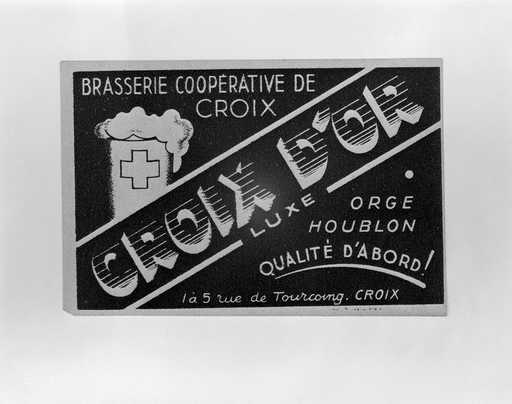 BRASSERIE COOPÉRATIVE DE
CROIX
CROIX D'OR
LUXE
ORGE
HOUBLON
QUALITÉ D'ABORD!
1 à 5 rue de Tourcoing. CROIX